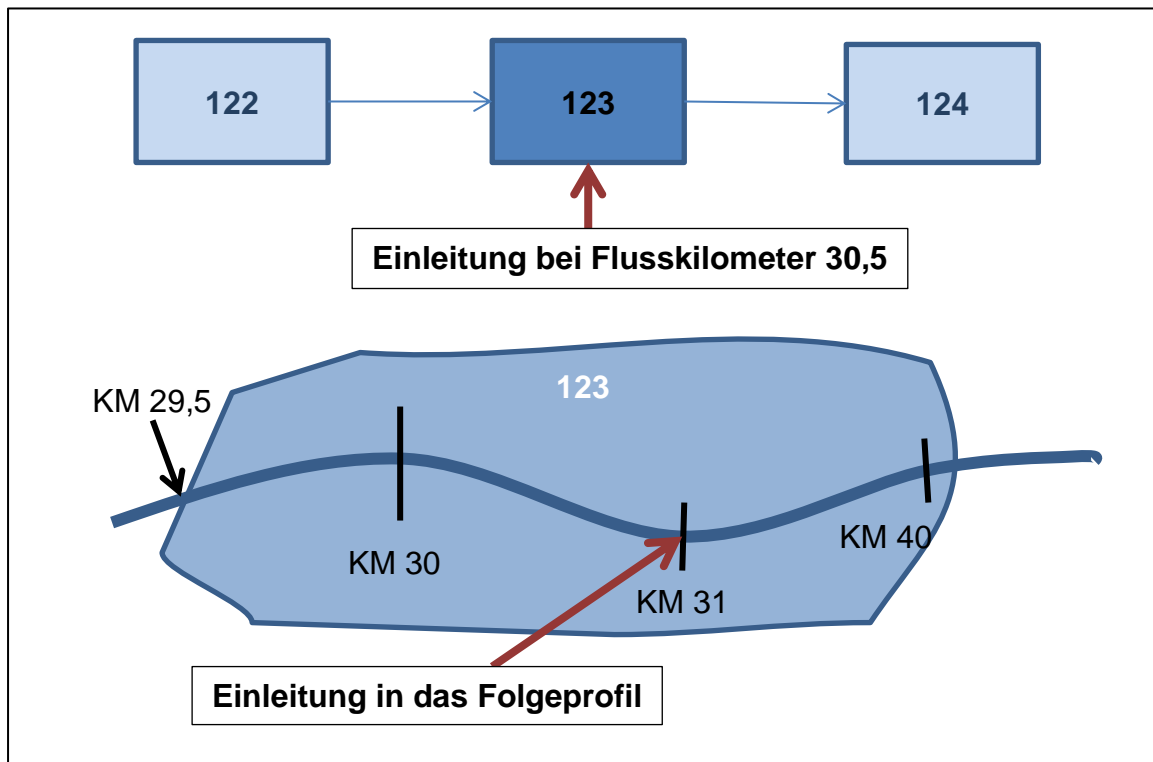 122
123
124
Einleitung bei Flusskilometer 30,5
123
KM 29,5
KM 30
KM 40
KM 31
Einleitung in das Folgeprofil